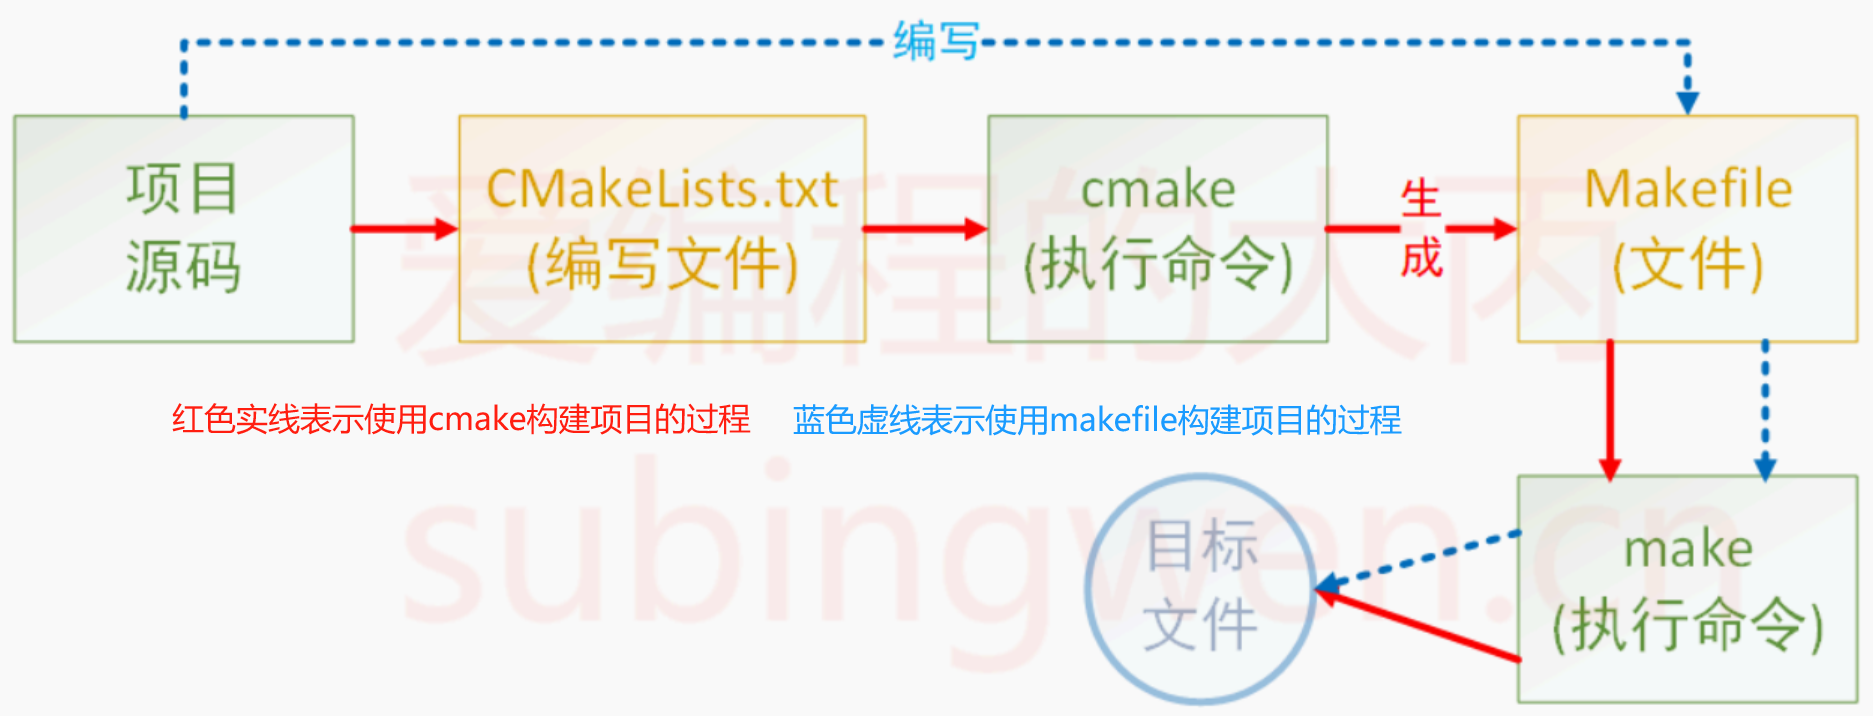 编写
项目
源码
CMakeLists.txt
(编写文件)
cmake
(执行命令)
生
成
Makefile
(文件)
红色实线表示使用cmake构建项目的过程
蓝色虚线表示使用makefile构建项目的过程
目标
文件
make
(执行命令)
爱编程的大丙
subingwen.cn